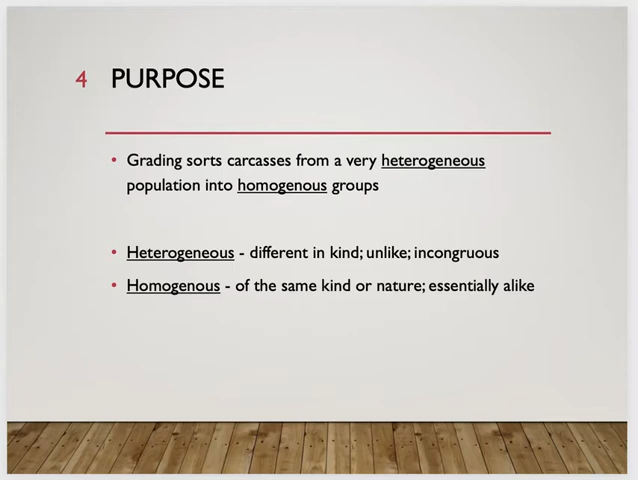 4 PURPOSE
• Grading sorts carcasses from a very heterogeneous
population into homogenous groups
• Heterogeneous - different in kind; unlike; incongruous
• Homogenous - of the same kind or nature; essentially alike